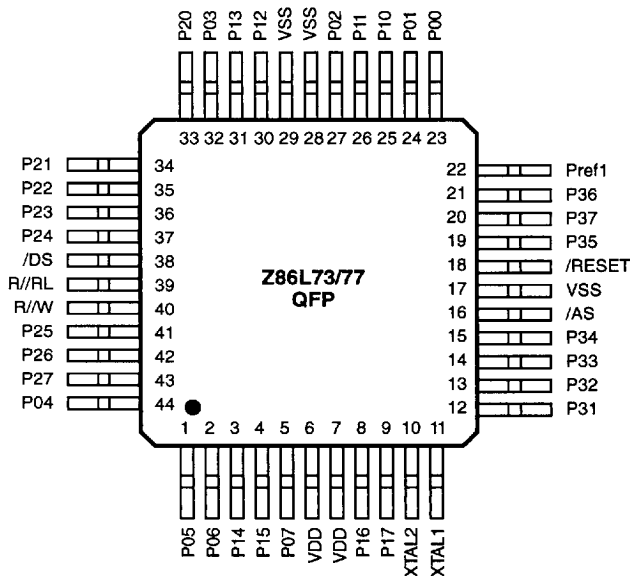 P20 P03 P13 P12 VSS VSS P02 P11 P10 P01 P00
33 32 31 30 29 28 27 26 25 24 23
P21 34
P22 35
P23 36
P24 37
/DS 38
R//RL 39
R//W 40
P25 41
P26 42
P27 43
P04 44
Z86L73/77
QFP
22 Pref1
21 P36
20 P37
19 P35
18 /RESET
17 VSS
16 /AS
15 P34
14 P33
13 P32
12 P31
1 2 3 4 5 6 7 8 9 10 11
P05 P06 P14 P15 P07 VDD VDD P16 P17 XTAL2 XTAL1